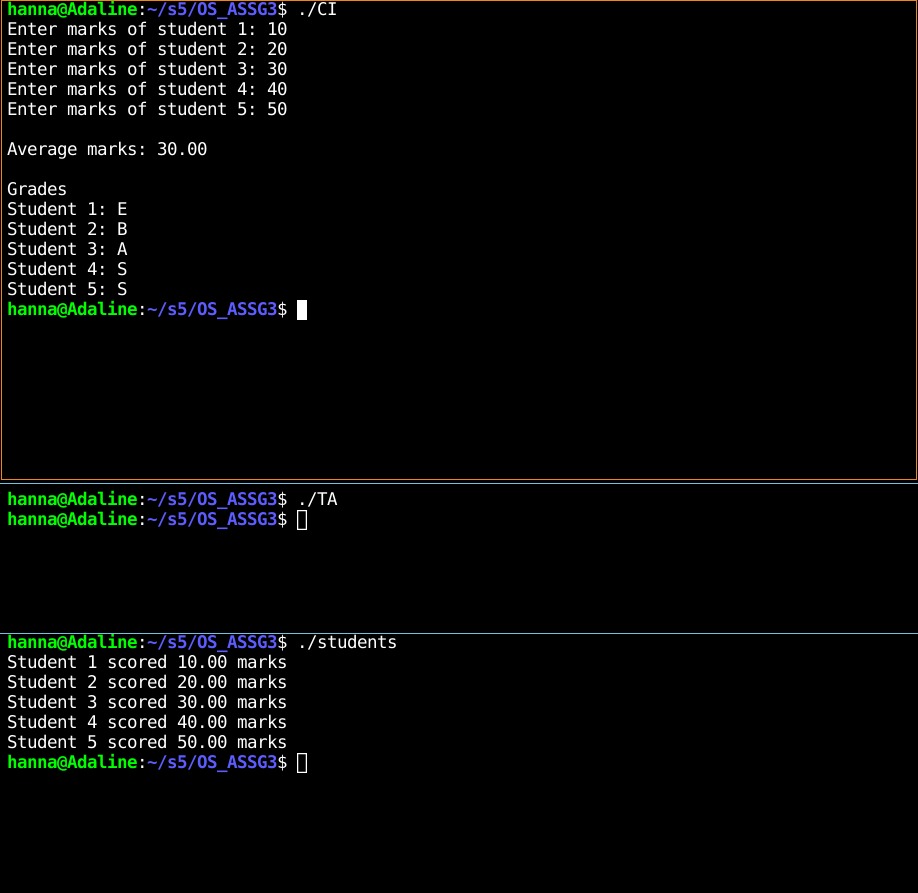 hanna@Adaline:~/s5/OS_ASSG3$ ./CI
Enter marks of student 1: 10
Enter marks of student 2: 20
Enter marks of student 3: 30
Enter marks of student 4: 40
Enter marks of student 5: 50
Average marks: 30.00
Grades
Student 1: E
Student 2: B
Student 3: A
Student 4: S
Student 5: S
hanna@Adaline:~/s5/OS_ASSG3$
hanna@Adaline:~/s5/OS_ASSG3$ ./TA
hanna@Adaline:~/s5/OS_ASSG3$
hanna@Adaline:~/s5/OS_ASSG3$ ./students
Student 1 scored 10.00 marks
Student 2 scored 20.00 marks
Student 3 scored 30.00 marks
Student 4 scored 40.00 marks
Student 5 scored 50.00 marks
hanna@Adaline:~/s5/OS_ASSG3$